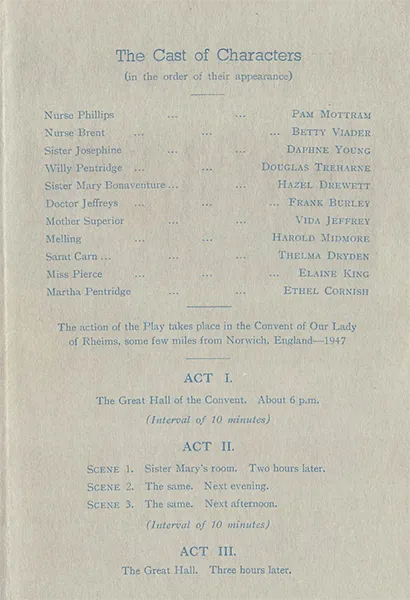 The Cast of Characters
(in the order of their appearance)
Nurse Phillips ... ... PAM MOTTRAM
Nurse Brent ... ... ... BETTY VIADER
Sister Josephine ... ... DAPHNE YOUNG
Willy Pentridge ... ... DOUGLAS TREHARNE
Sister Mary Bonaventure ... ... HAZEL DREWETT
Doctor Jeffreys ... ... ... FRANK BURLEY
Mother Superior ... ... VIDA JEFFREY
Melling ... ... ... HAROLD MIDMORE
Sarat Carn ... ... ... THELMA DRYDEN
Miss Pierce ... ... ... ELAINE KING
Martha Pentridge ... ... ETHEL CORNISH
The action of the Play takes place in the Convent of Our Lady
of Rheims, some few miles from Norwich, England—1947
ACT I.
The Great Hall of the Convent. About 6 p.m.
(Interval of 10 minutes)
ACT II.
SCENE 1. Sister Mary's room. Two hours later.
SCENE 2. The same. Next evening.
SCENE 3. The same. Next afternoon.
(Interval of 10 minutes)
ACT III.
The Great Hall. Three hours later.